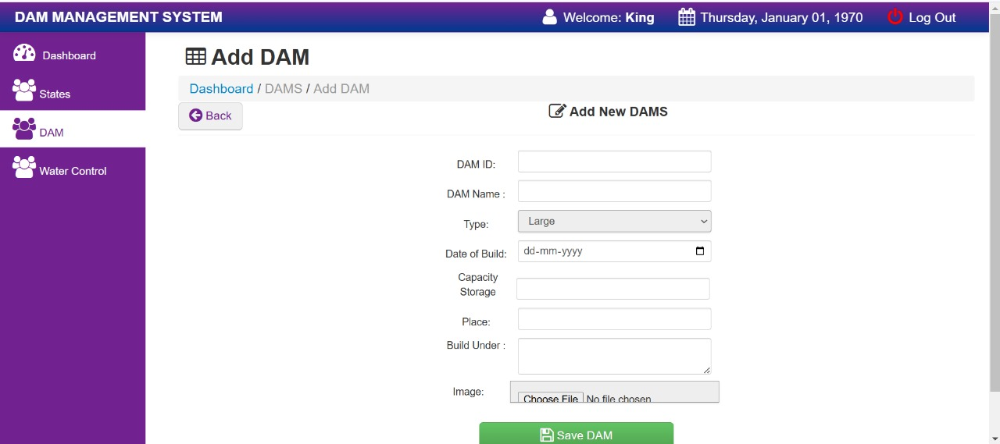 DAM MANAGEMENT SYSTEM
Welcome: King
Thursday, January 01, 1970
Log Out
Dashboard
States
DAM
Water Control
Add DAM
Dashboard / DAMS / Add DAM
Back
Add New DAMS
DAM ID:
DAM Name :
Type:
Large
Date of Build:
dd-mm-yyyy
Capacity
Storage
Place:
Build Under :
Image:
Choose File No file chosen
Save DAM